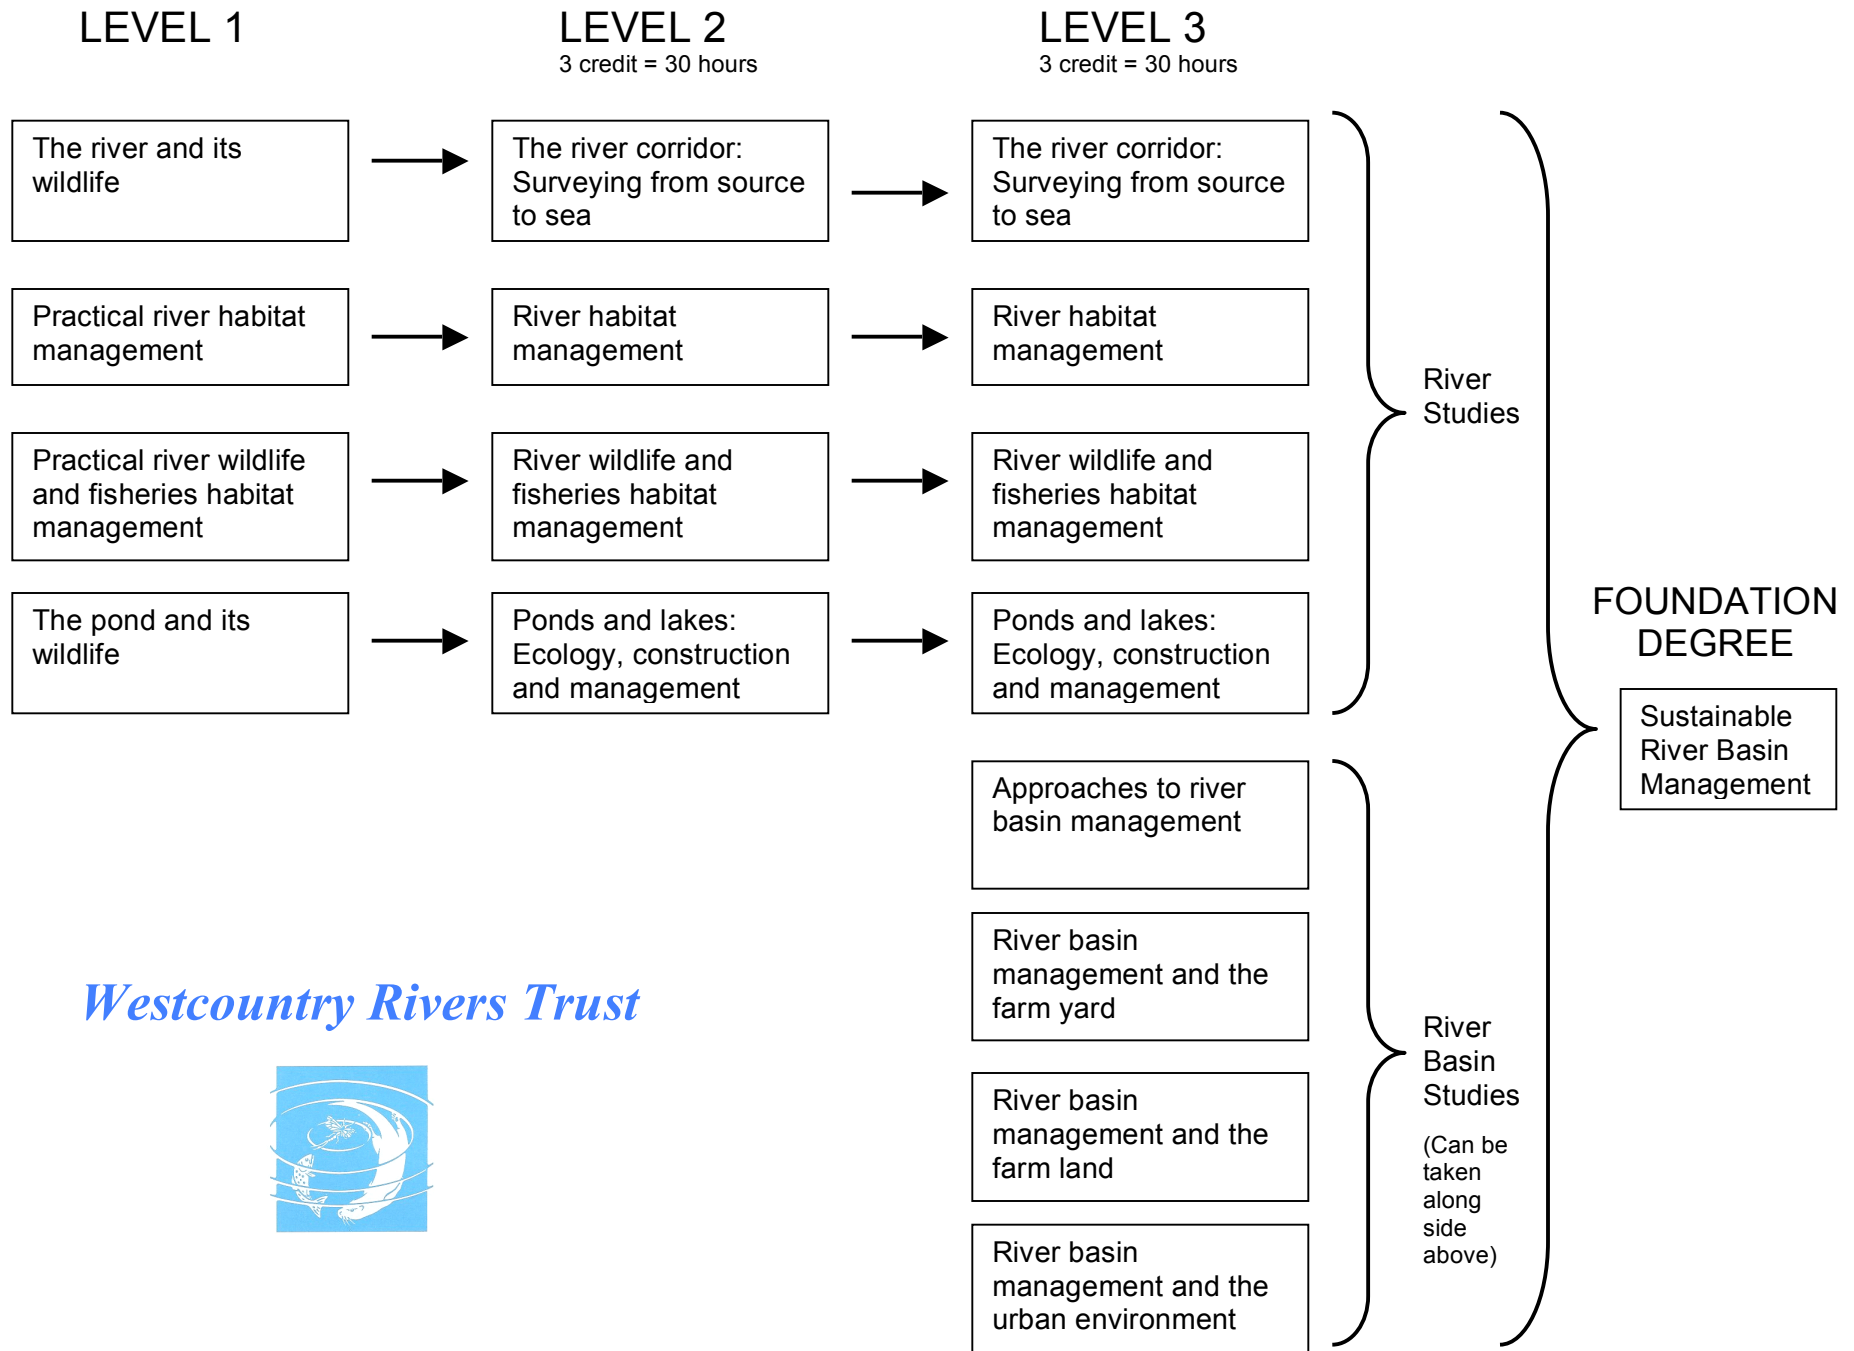 LEVEL 1
LEVEL 2
3 credit = 30 hours
LEVEL 3
3 credit = 30 hours
The river and its
wildlife
The river corridor:
Surveying from source
to sea
The river corridor:
Surveying from source
to sea
Practical river habitat
management
River habitat
management
River habitat
management
Practical river wildlife
and fisheries habitat
management
River wildlife and
fisheries habitat
management
River wildlife and
fisheries habitat
management
The pond and its
wildlife
Ponds and lakes:
Ecology, construction
and management
Ponds and lakes:
Ecology, construction
and management
River
Studies
Approaches to river
basin management
River basin
management and the
farm yard
River basin
management and the
farm land
River basin
management and the
urban environment
River
Basin
Studies
(Can be
taken
along
side
above)
FOUNDATION
DEGREE
Sustainable
River Basin
Management
Westcountry Rivers Trust